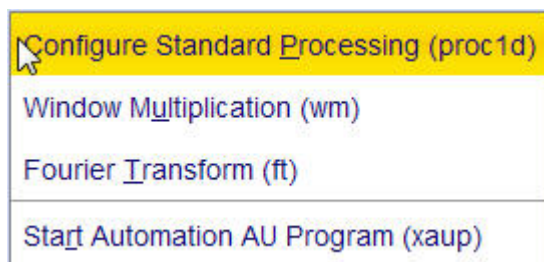 Configure Standard Processing (proc1d)
Window Multiplication (wm)
Fourier Transform (ft)
Start Automation AU Program (xaup)